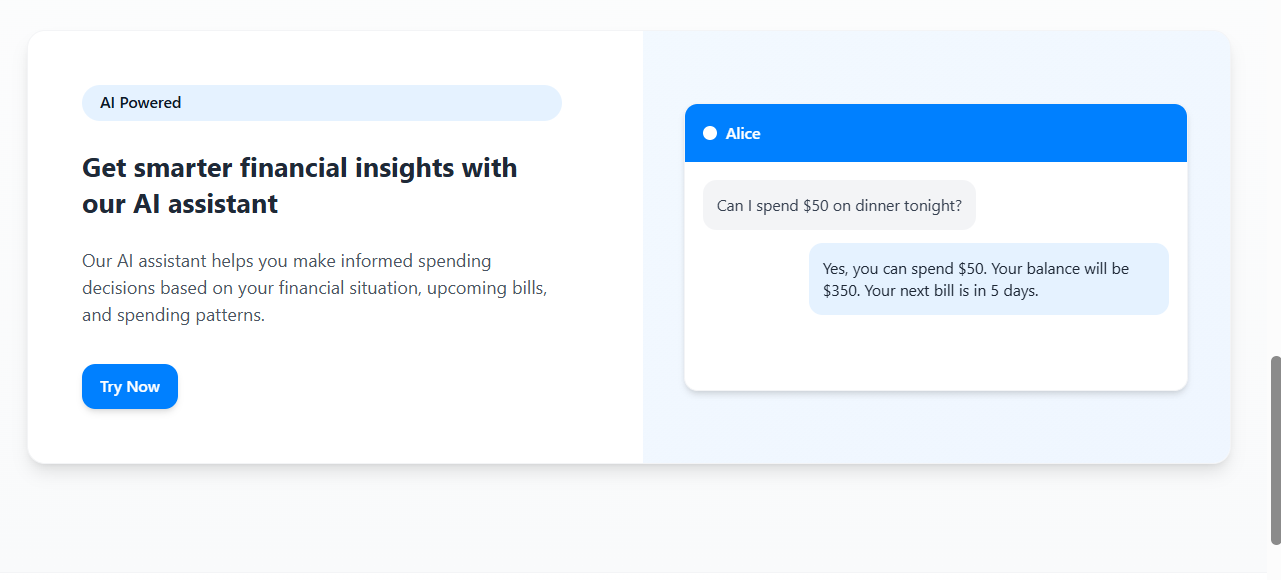 AI Powered
Get smarter financial insights with
our AI assistant
Our AI assistant helps you make informed spending
decisions based on your financial situation, upcoming bills,
and spending patterns.
Try Now
Alice
Can I spend $50 on dinner tonight?
Yes, you can spend $50. Your balance will be
$350. Your next bill is in 5 days.